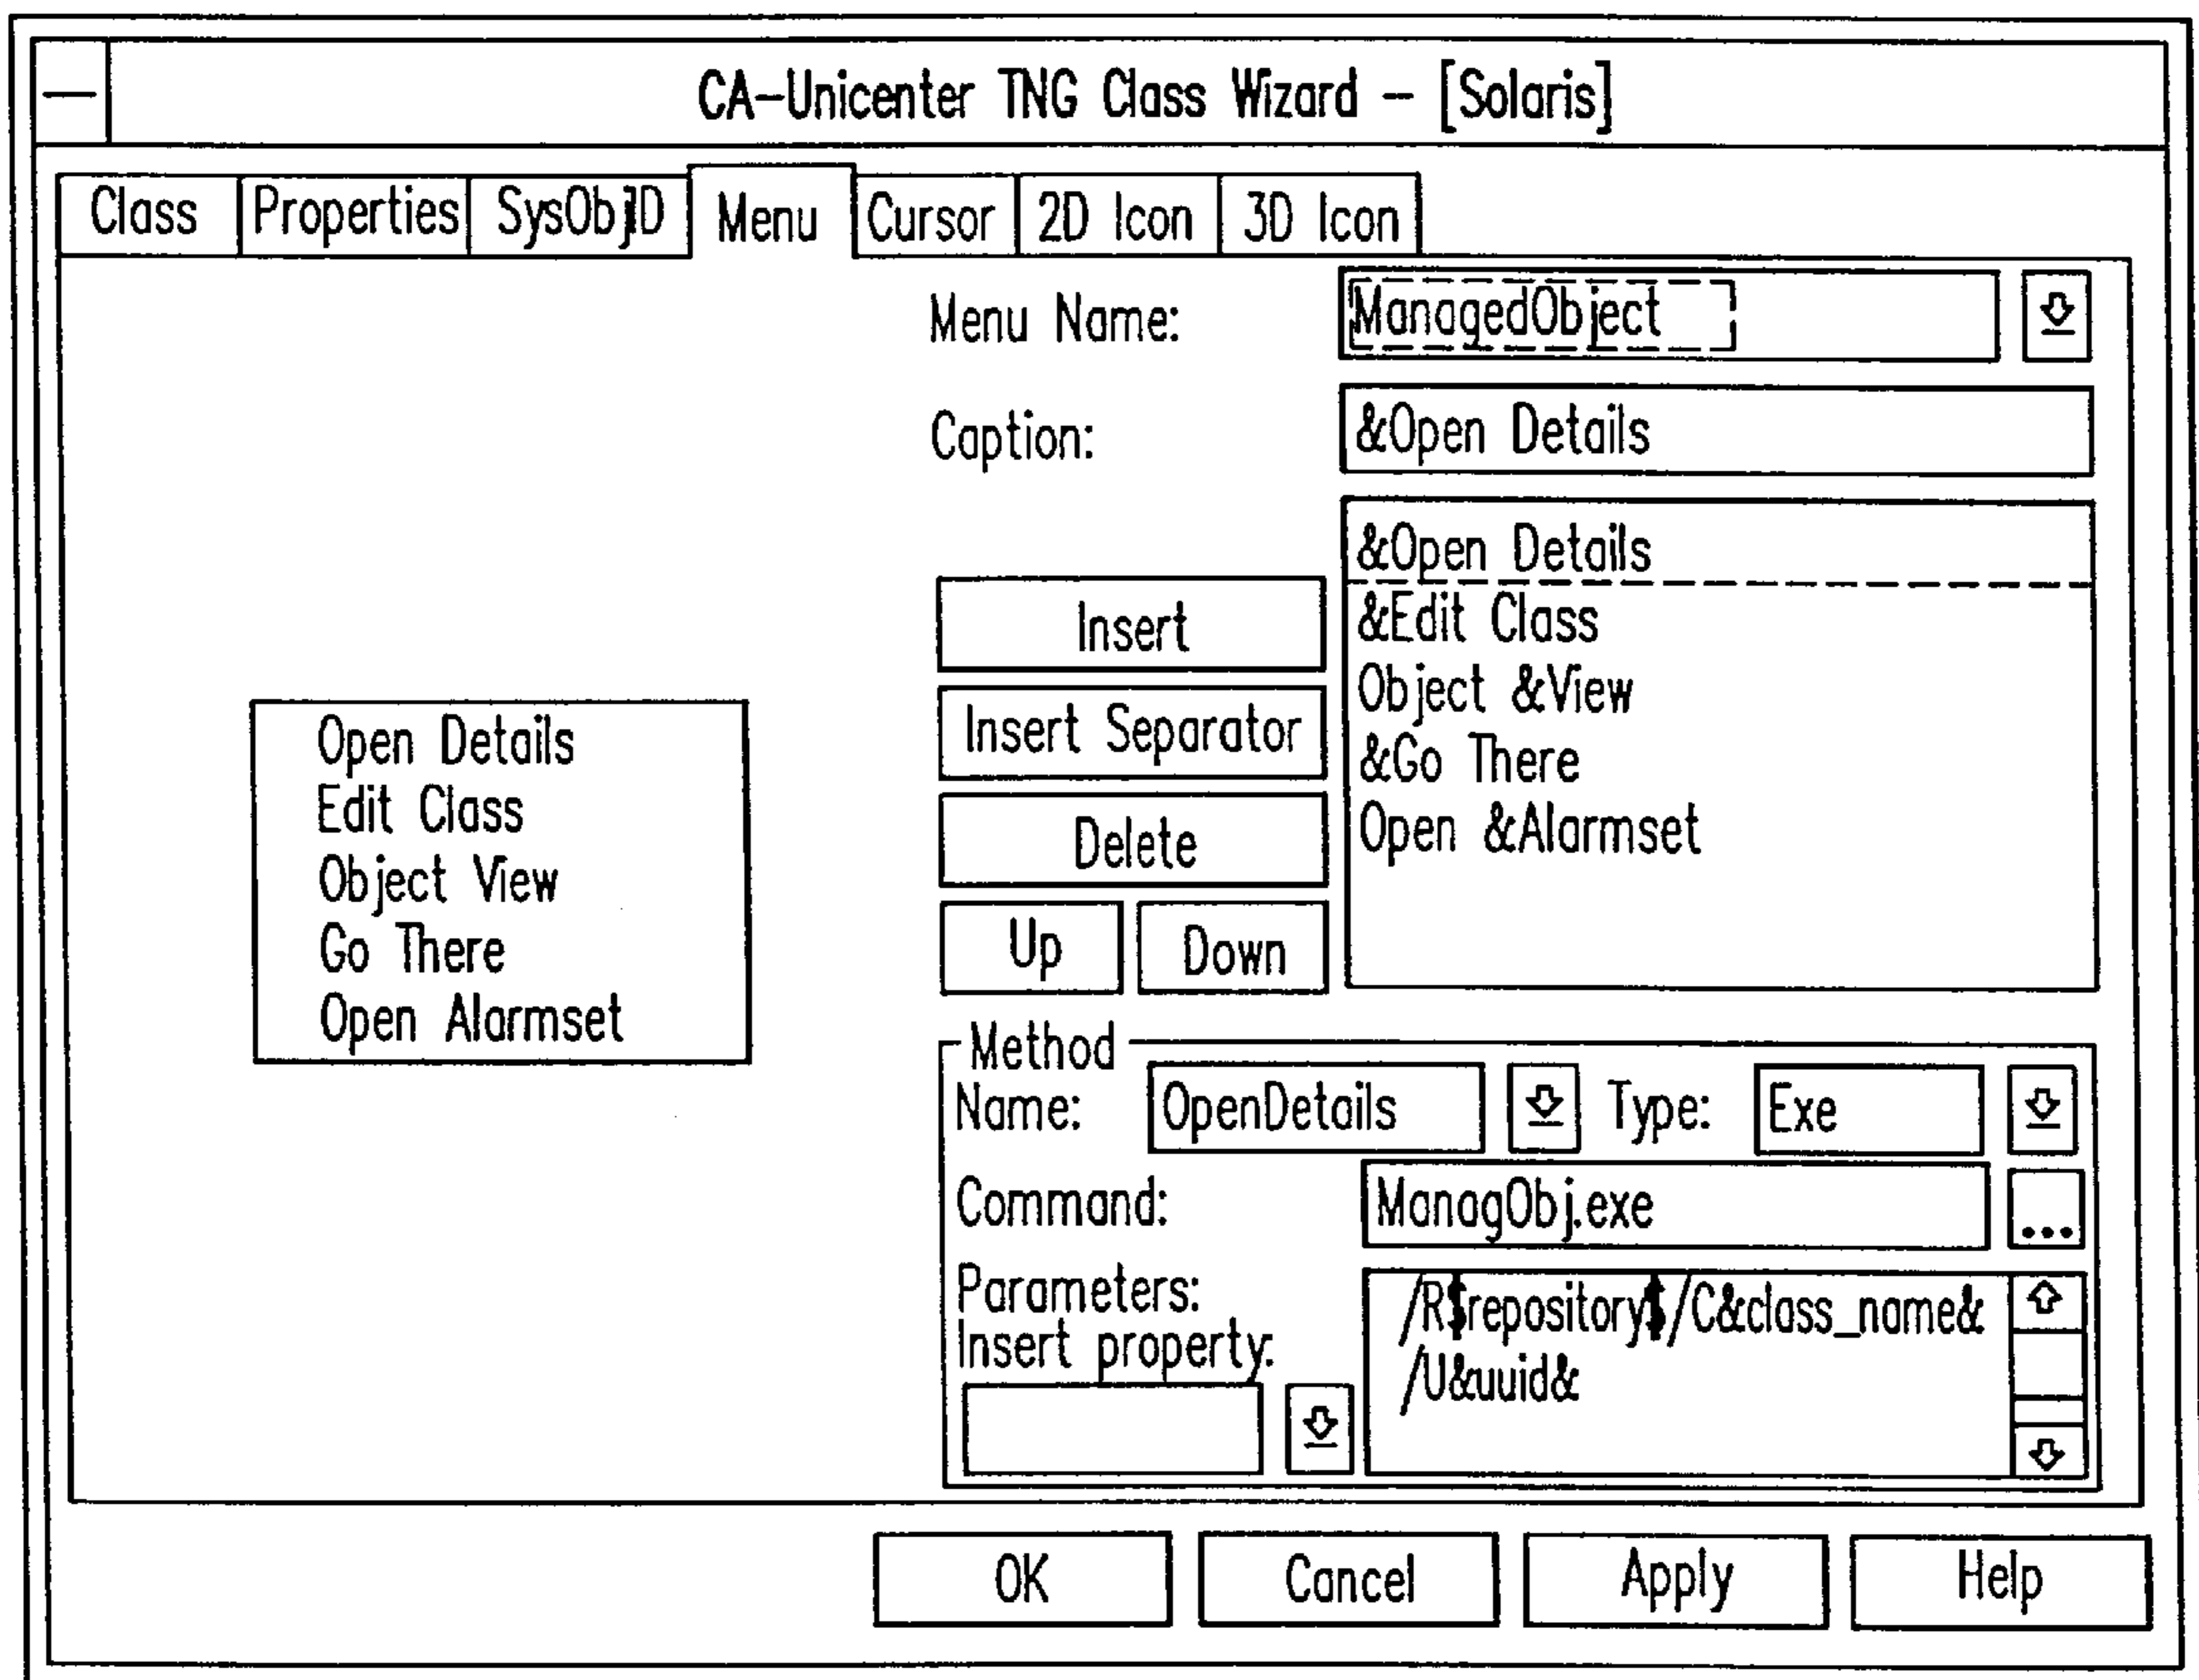 CA-Unicenter TNG Class Wizard - [Solaris]
Class Properties SysObjID Menu Cursor 2D Icon 3D Icon
Menu Name: ManagedObject
Caption: &Open Details
&Open Details
&Edit Class
Object &View
&Go There
Open &Alarmset
Insert
Insert Separator
Delete
Up Down
Open Details
Edit Class
Object View
Go There
Open Alarmset
Method
Name: OpenDetails Type: Exe
Command: ManagObj.exe ...
Parameters:
Insert property:
/R$repository$/C&class_name&
/U&uuid&
OK Cancel Apply Help